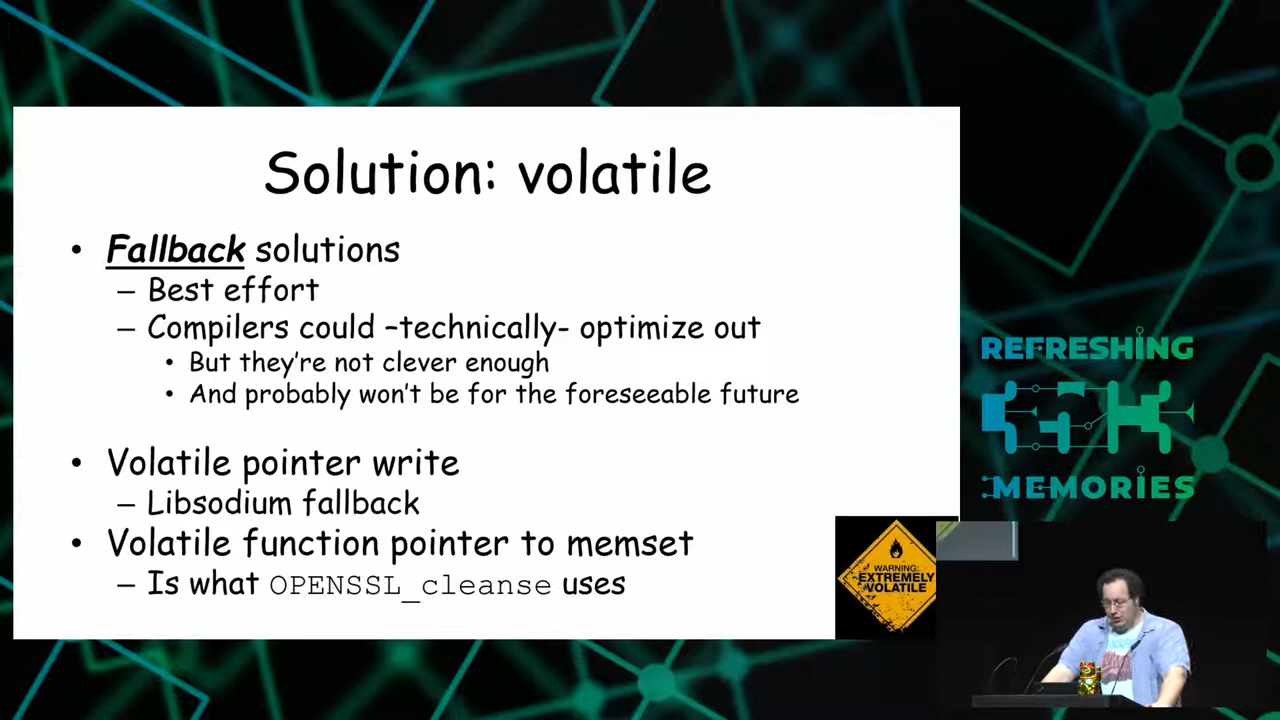 Solution: volatile
• Fallback solutions
– Best effort
– Compilers could –technically- optimize out
• But they're not clever enough
• And probably won't be for the foreseeable future
• Volatile pointer write
– Libsodium fallback
• Volatile function pointer to memset
– Is what OPENSSL_cleanse uses
WARNING:
EXTREMELY
VOLATILE
REFRESHING
MEMORIES